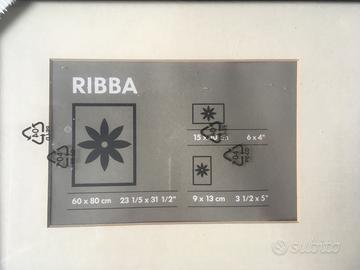 RIBBA
6 x 4"
60 x 80 cm 23 1/5 x 31 1/2"
9 x 13 cm 3 1/2 x 5"
subito